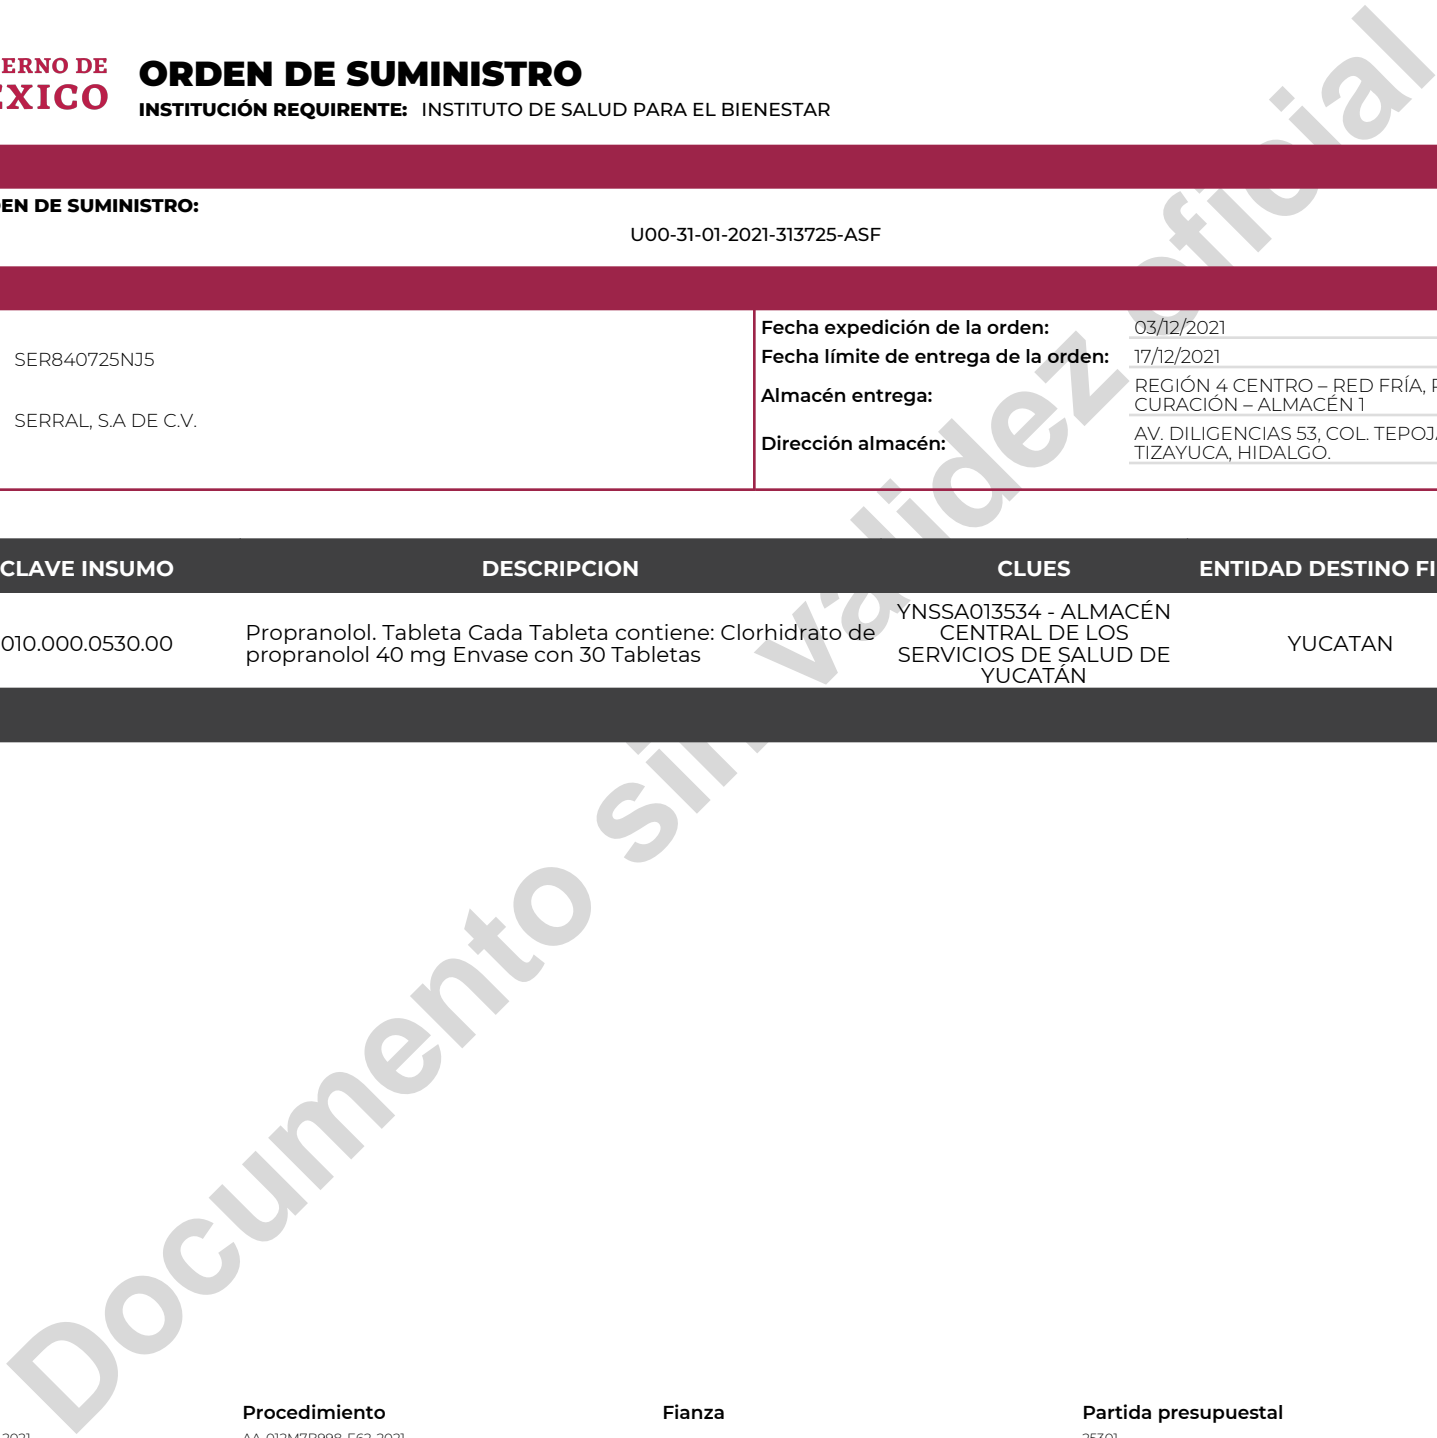 ERNO DE
EXICO
ORDEN DE SUMINISTRO
INSTITUCIÓN REQUIRENTE: INSTITUTO DE SALUD PARA EL BIENESTAR
EN DE SUMINISTRO:
U00-31-01-2021-313725-ASF
SER840725NJ5
SERRAL, S.A DE C.V.
Fecha expedición de la orden: 03/12/2021
Fecha límite de entrega de la orden: 17/12/2021
Almacén entrega: REGIÓN 4 CENTRO – RED FRÍA,
CURACIÓN – ALMACÉN 1
Dirección almacén: AV. DILIGENCIAS 53, COL. TEPOJ
TIZAYUCA, HIDALGO.
CLAVE INSUMO DESCRIPCION CLUES ENTIDAD DESTINO FI
010.000.0530.00
Propranolol. Tableta Cada Tableta contiene: Clorhidrato de
propranolol 40 mg Envase con 30 Tabletas
YNSSA013534 - ALMACÉN
CENTRAL DE LOS
SERVICIOS DE SALUD DE
YUCATÁN
YUCATAN
Documento sin validez oficial
Procedimiento Fianza Partida presupuestal